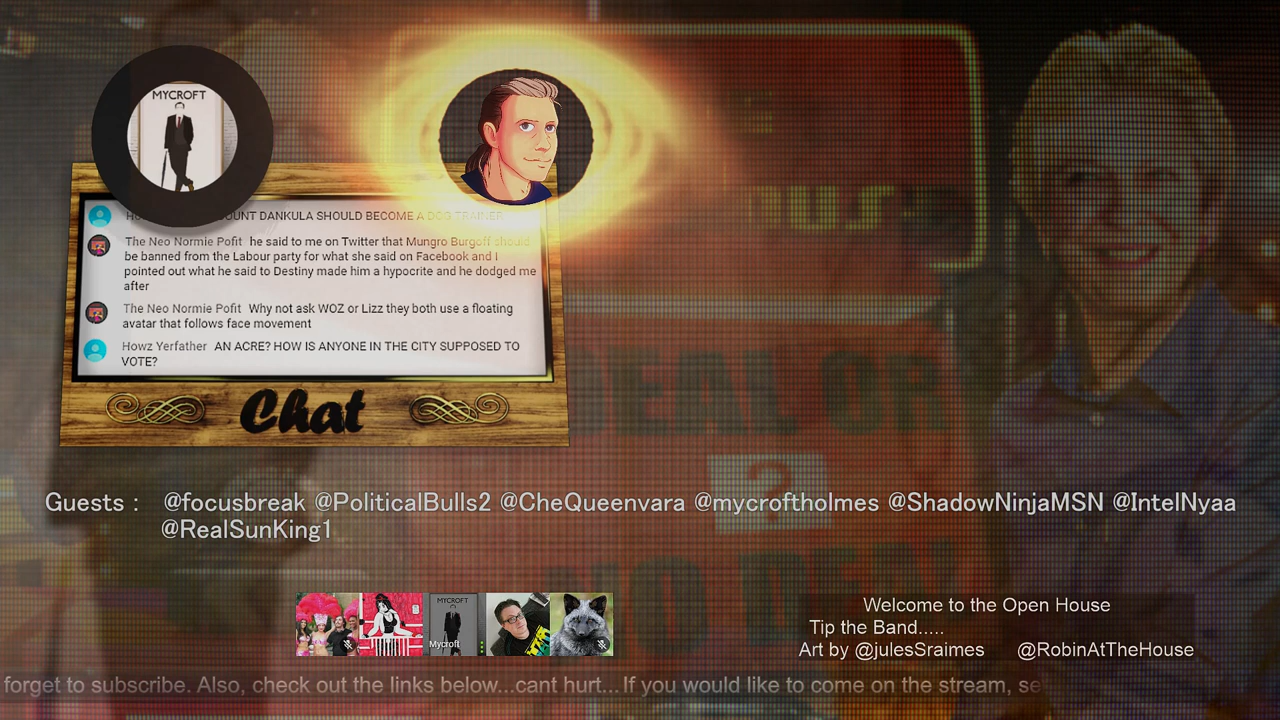 MYCROFT
COUNT DANKULA SHOULD BECOME A DOG TRAINER
The Neo Normie Pofit he said to me on Twitter that Mungro Burgoff should
be banned from the Labour party for what she said on Facebook and I
pointed out what he said to Destiny made him a hypocrite and he dodged me
after
The Neo Normie Pofit Why not ask WOZ or Lizz they both use a floating
avatar that follows face movement
Howz Yerfather AN ACRE? HOW IS ANYONE IN THE CITY SUPPOSED TO
VOTE?
Chat
DEAL OR
?
NO DEAL
Guests : @focusbreak @PoliticalBulls2 @CheQueenvara @mycroftholmes @ShadowNinjaMSN @IntelNyaa
@RealSunKing1
MYCROFT
Mycroft
Welcome to the Open House
Tip the Band.....
Art by @julesSraimes @RobinAtTheHouse
forget to subscribe. Also, check out the links below...cant hurt... If you would like to come on the stream, se